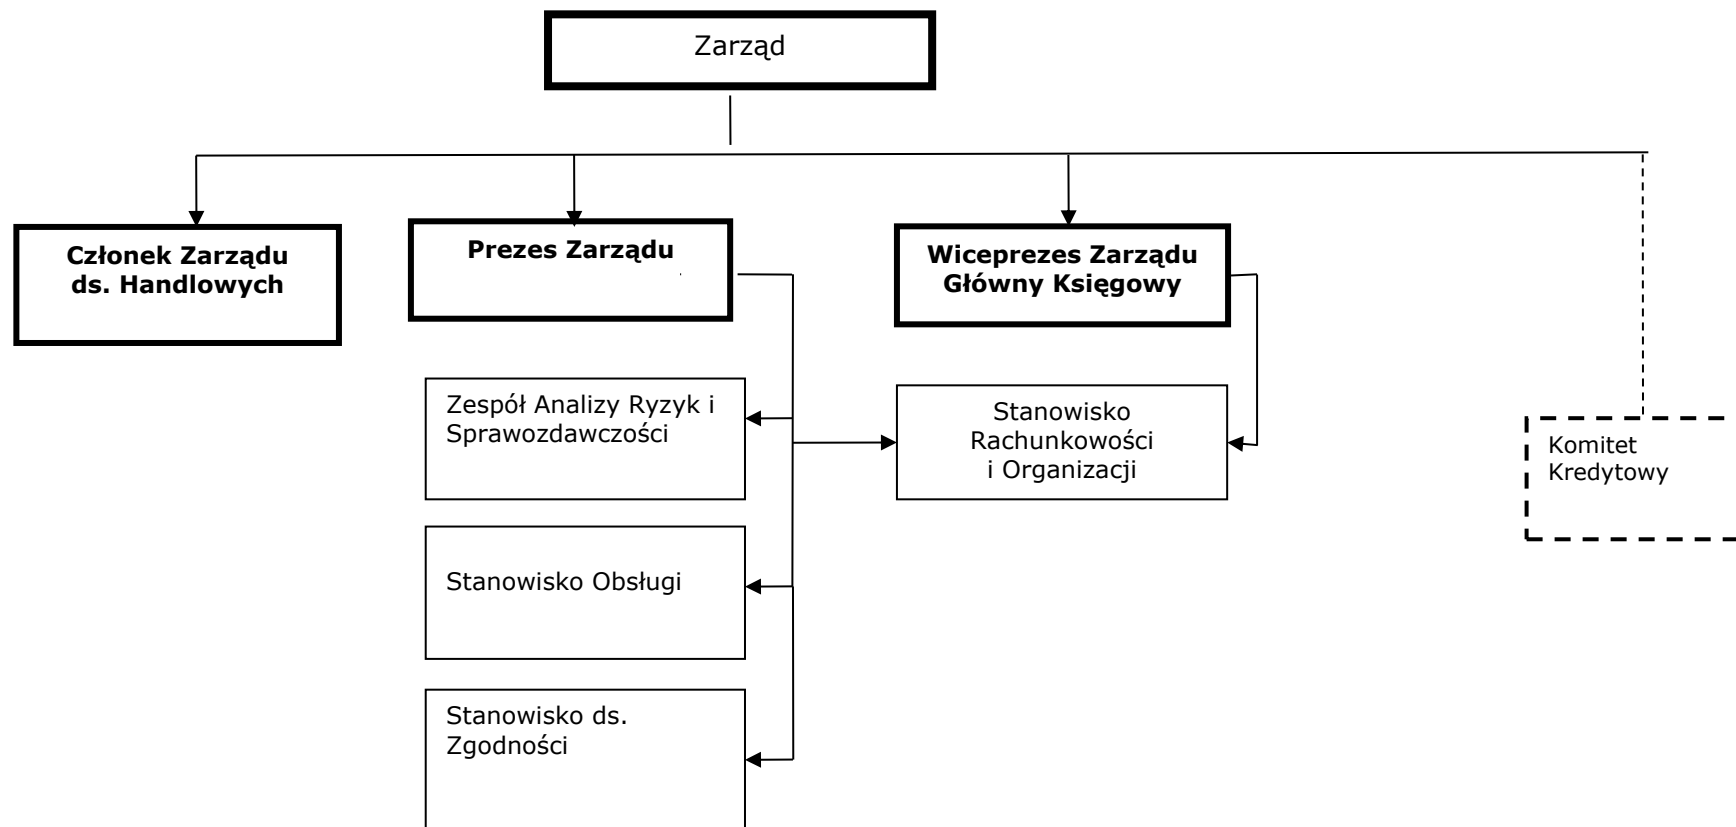 Zarząd
Członek Zarządu
ds. Handlowych
Prezes Zarządu
Wiceprezes Zarządu
Główny Księgowy
Zespół Analizy Ryzyk i
Sprawozdawczości
Stanowisko
Rachunkowości
i Organizacji
Komitet
Kredytowy
Stanowisko Obsługi
Stanowisko ds.
Zgodności